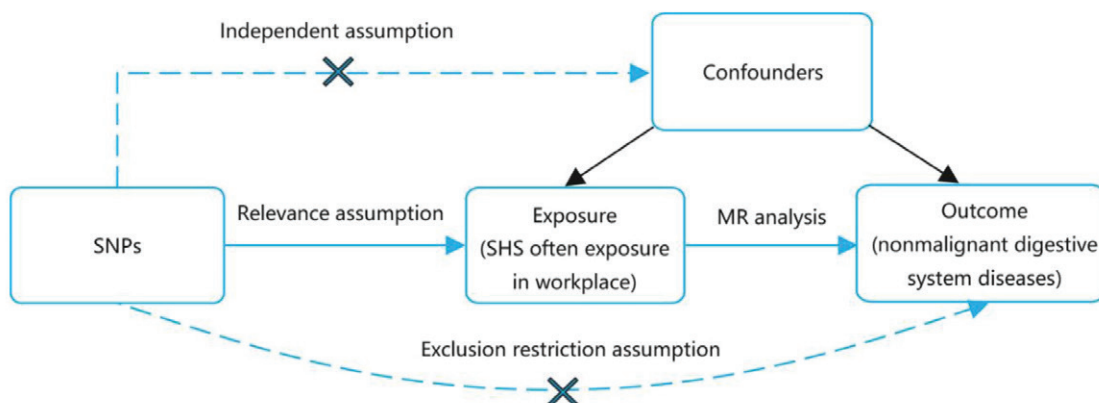 Independent assumption
Confounders
SNPs
Relevance assumption
Exposure
(SHS often exposure
in workplace)
MR analysis
Outcome
(nonmalignant digestive
system diseases)
Exclusion restriction assumption